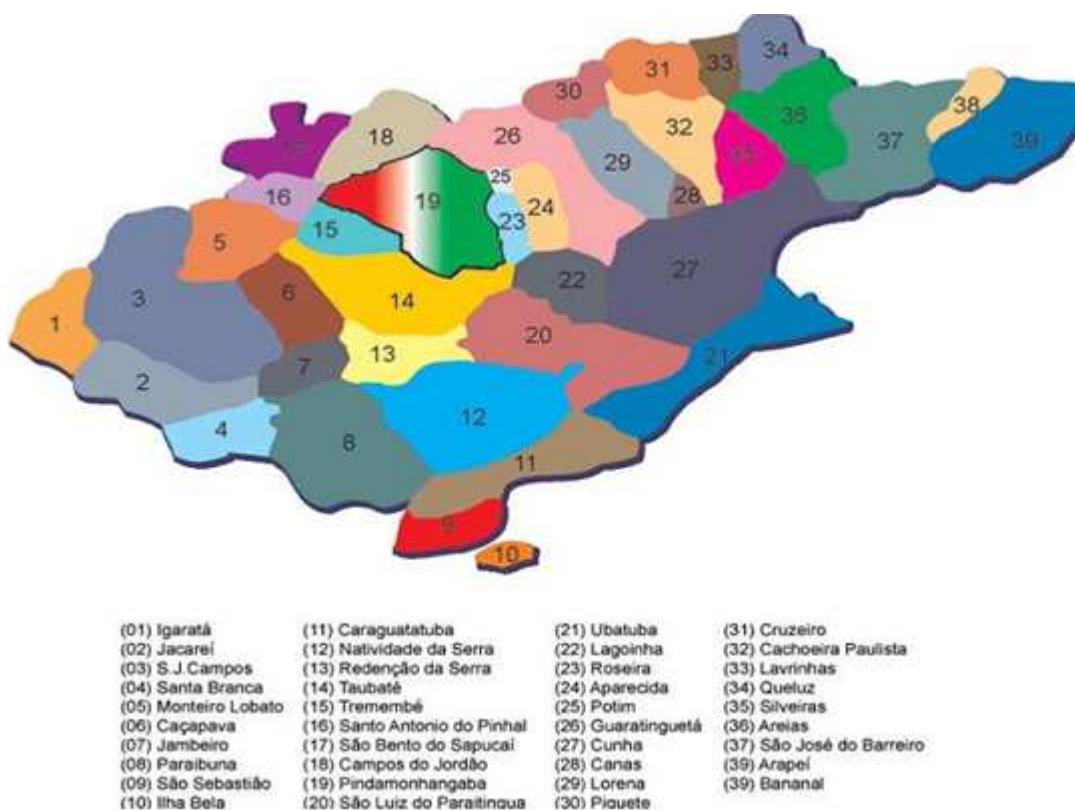 34
33
31
30
38
36
32
18
26
39
37
35
29
17
25
16
28
19
24
23
15
5
27
22
6
3
14
1
20
13
21
7
2
12
4
8
11
9
10
(01) Igaratá
(02) Jacareí
(03) S.J.Campos
(04) Santa Branca
(05) Monteiro Lobato
(06) Caçapava
(07) Jambeiro
(08) Paraibuna
(09) São Sebastião
(10) Ilha Bela
(11) Caraguatatuba
(12) Natividade da Serra
(13) Redenção da Serra
(14) Taubaté
(15) Tremembé
(16) Santo Antonio do Pinhal
(17) São Bento do Sapucaí
(18) Campos do Jordão
(19) Pindamonhangaba
(20) São Luiz do Paraitingua
(21) Ubatuba
(22) Lagoinha
(23) Roseira
(24) Aparecida
(25) Potim
(26) Guaratinguetá
(27) Cunha
(28) Canas
(29) Lorena
(30) Piquete
(31) Cruzeiro
(32) Cachoeira Paulista
(33) Lavrinhas
(34) Queluz
(35) Silveiras
(36) Areias
(37) São José do Barreiro
(39) Arapeí
(39) Bananal